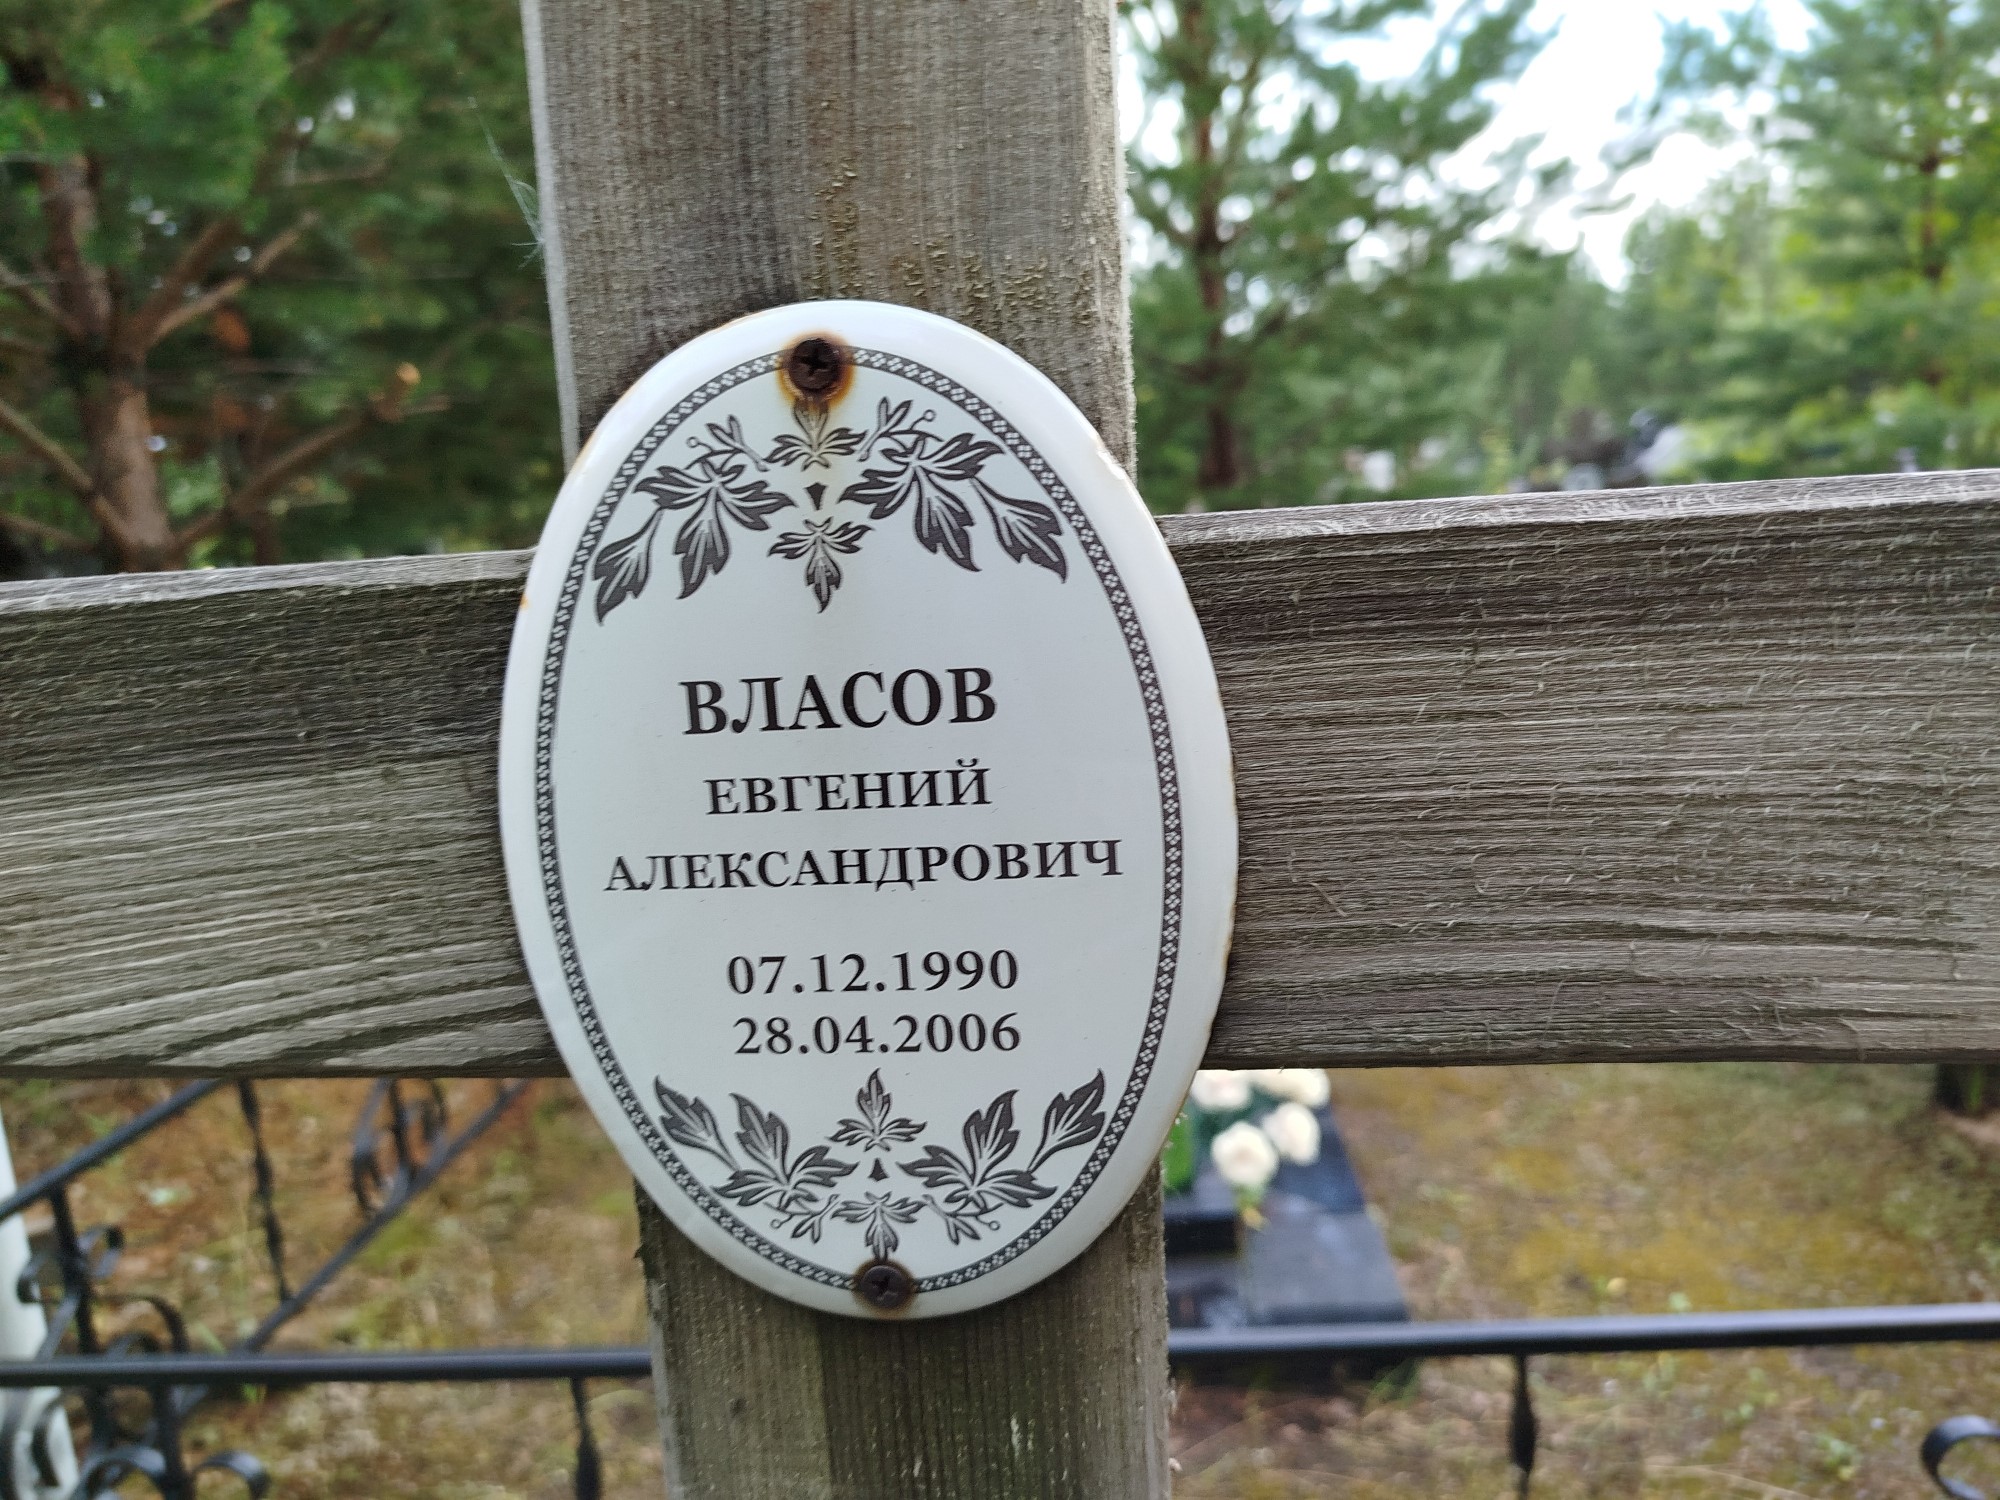 ВЛАСОВ
ЕВГЕНИЙ
АЛЕКСАНДРОВИЧ
07.12.1990
28.04.2006